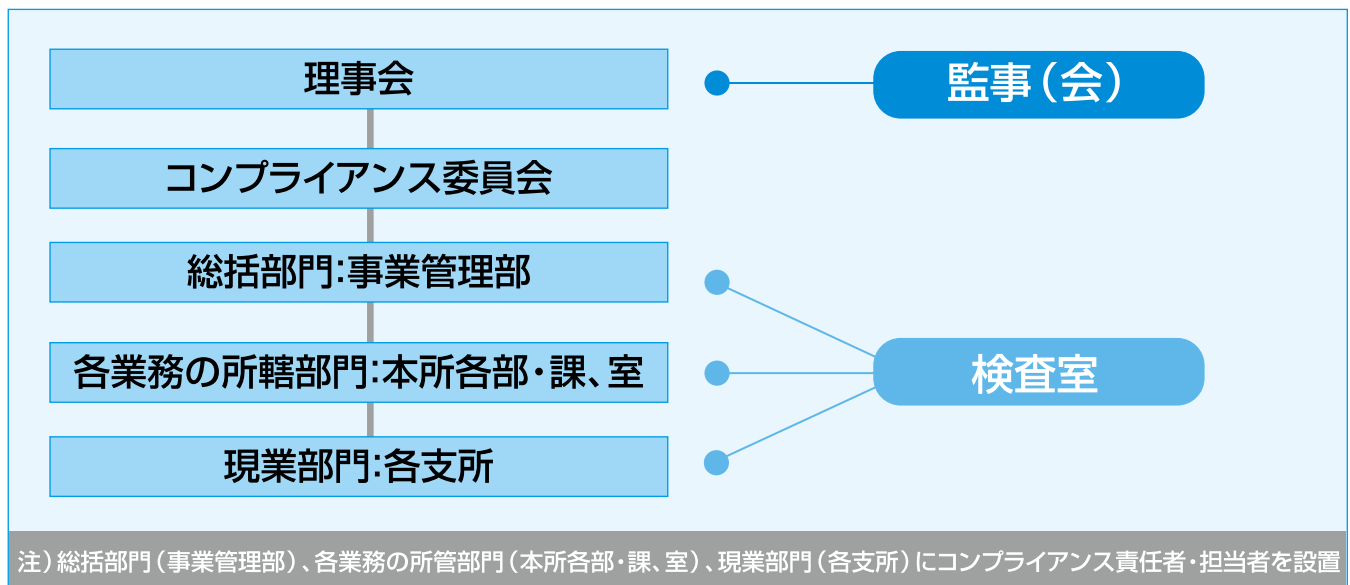 理事会
監事（会）
コンプライアンス委員会
総括部門：事業管理部
各業務の所轄部門：本所各部・課、室
検査室
現業部門：各支所
注）総括部門（事業管理部）、各業務の所管部門（本所各部・課、室）、現業部門（各支所）にコンプライアンス責任者・担当者を設置